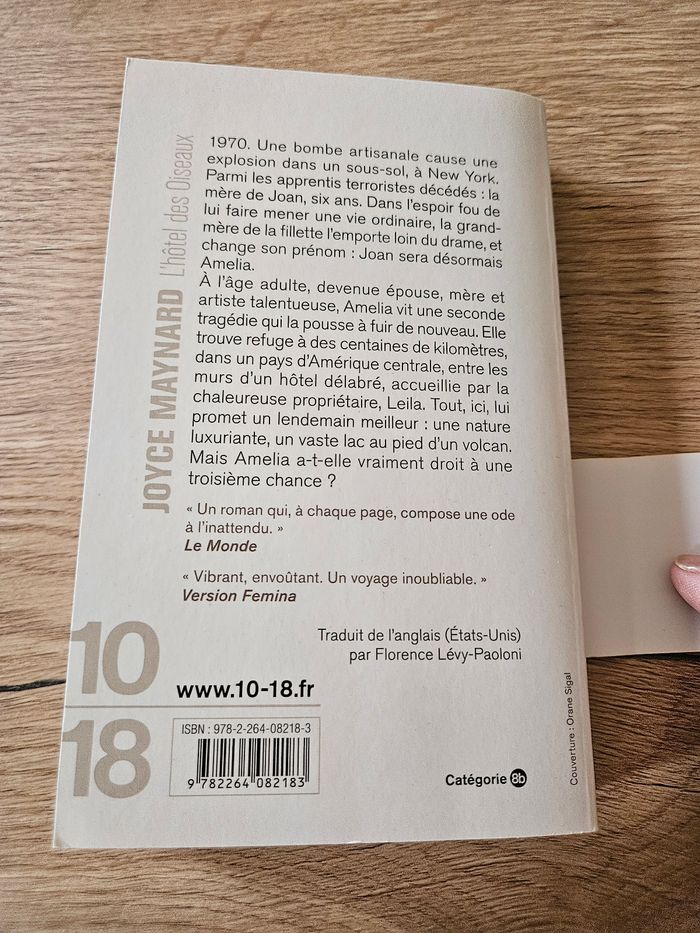 JOYCE MAYNARD L'hôtel des Oiseaux
1970. Une bombe artisanale cause une
explosion dans un sous-sol, à New York.
Parmi les apprentis terroristes décédés : la
mère de Joan, six ans. Dans l'espoir fou de
lui faire mener une vie ordinaire, la grand-
mère de la fillette l'emporte loin du drame, et
change son prénom : Joan sera désormais
Amelia.
À l'âge adulte, devenue épouse, mère et
artiste talentueuse, Amelia vit une seconde
tragédie qui la pousse à fuir de nouveau. Elle
trouve refuge à des centaines de kilomètres,
dans un pays d'Amérique centrale, entre les
murs d'un hôtel délabré, accueillie par la
chaleureuse propriétaire, Leila. Tout, ici, lui
promet un lendemain meilleur : une nature
luxuriante, un vaste lac au pied d'un volcan.
Mais Amelia a-t-elle vraiment droit à une
troisième chance ?
« Un roman qui, à chaque page, compose une ode
à l'inattendu. »
Le Monde
« Vibrant, envoûtant. Un voyage inoubliable. »
Version Femina
Traduit de l'anglais (États-Unis)
par Florence Lévy-Paoloni
10
18
www.10-18.fr
ISBN : 978-2-264-08218-3
9 782264 082183
Catégorie 8b
Couverture : Orane Sigal